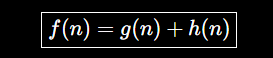 f(n) = g(n) + h(n)